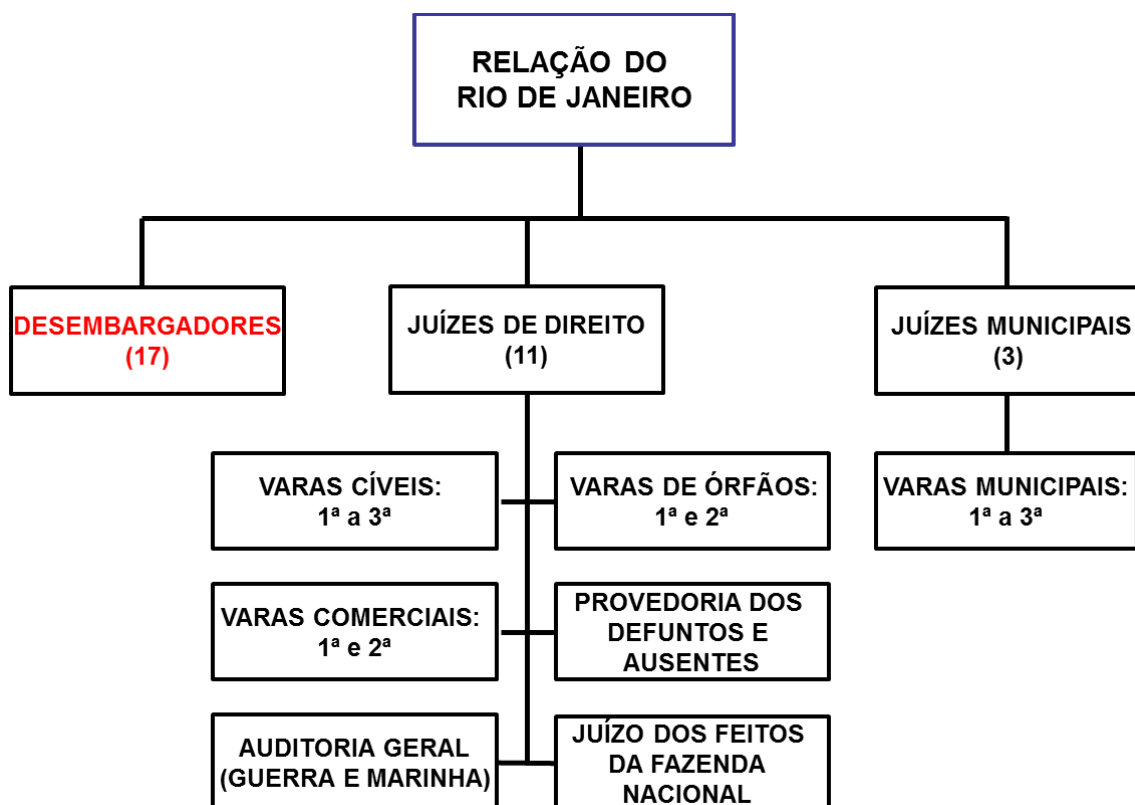 RELAÇÃO DO
RIO DE JANEIRO
DESEMBARGADORES
(17)
JUÍZES DE DIREITO
(11)
JUÍZES MUNICIPAIS
(3)
VARAS CÍVEIS:
1ª a 3ª
VARAS DE ÓRFÃOS:
1ª e 2ª
VARAS MUNICIPAIS:
1ª a 3ª
VARAS COMERCIAIS:
1ª e 2ª
PROVEDORIA DOS
DEFUNTOS E
AUSENTES
AUDITORIA GERAL
(GUERRA E MARINHA)
JUÍZO DOS FEITOS
DA FAZENDA
NACIONAL